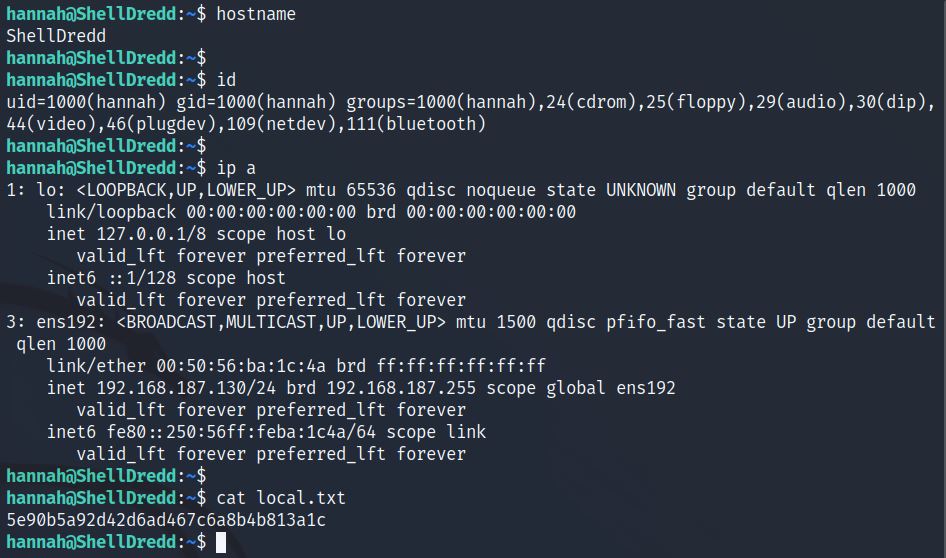 hannah@ShellDredd:~$ hostname
ShellDredd
hannah@ShellDredd:~$
hannah@ShellDredd:~$ id
uid=1000(hannah) gid=1000(hannah) groups=1000(hannah),24(cdrom),25(floppy),29(audio),30(dip),
44(video),46(plugdev),109(netdev),111(bluetooth)
hannah@ShellDredd:~$
hannah@ShellDredd:~$ ip a
1: lo: <LOOPBACK,UP,LOWER_UP> mtu 65536 qdisc noqueue state UNKNOWN group default qlen 1000
    link/loopback 00:00:00:00:00:00 brd 00:00:00:00:00:00
    inet 127.0.0.1/8 scope host lo
       valid_lft forever preferred_lft forever
    inet6 ::1/128 scope host
       valid_lft forever preferred_lft forever
3: ens192: <BROADCAST,MULTICAST,UP,LOWER_UP> mtu 1500 qdisc pfifo_fast state UP group default
 qlen 1000
    link/ether 00:50:56:ba:1c:4a brd ff:ff:ff:ff:ff:ff
    inet 192.168.187.130/24 brd 192.168.187.255 scope global ens192
       valid_lft forever preferred_lft forever
    inet6 fe80::250:56ff:feba:1c4a/64 scope link
       valid_lft forever preferred_lft forever
hannah@ShellDredd:~$
hannah@ShellDredd:~$ cat local.txt
5e90b5a92d42d6ad467c6a8b4b813a1c
hannah@ShellDredd:~$